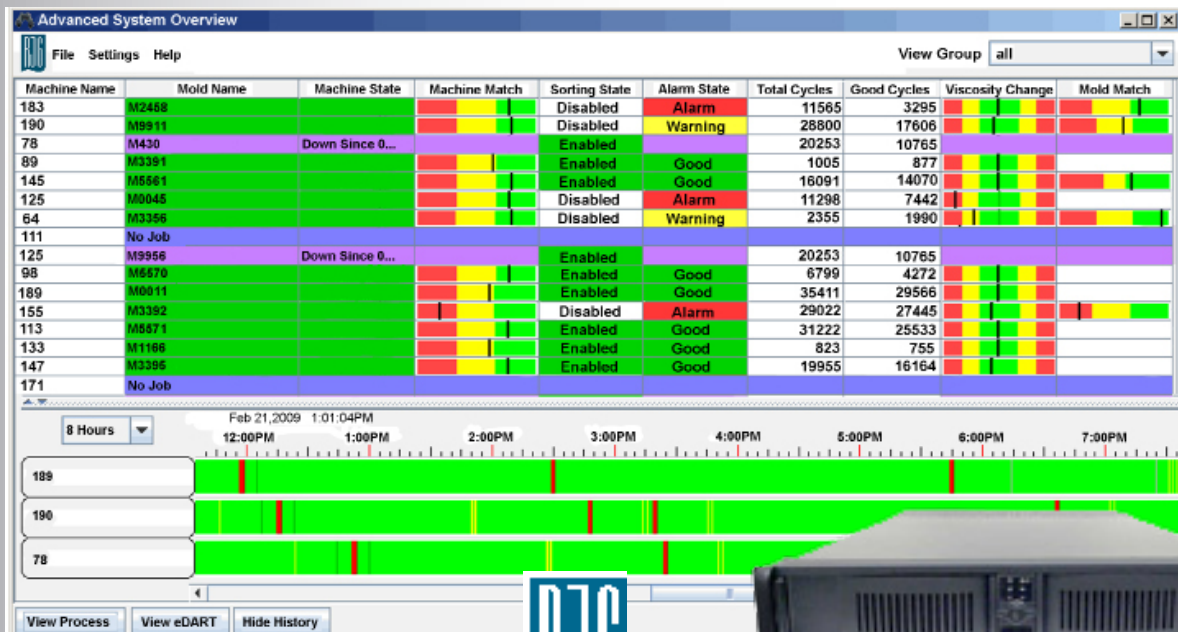 Advanced System Overview
RJG File Settings Help View Group all
Machine Name Mold Name Machine State Machine Match Sorting State Alarm State Total Cycles Good Cycles Viscosity Change Mold Match
183 M2458 Disabled Alarm 11565 3295
190 M9911 Disabled Warning 28800 17606
78 M430 Down Since 0... Enabled 20253 10765
89 M3391 Enabled Good 1005 877
145 M5561 Enabled Good 16091 14070
125 M0045 Disabled Alarm 11298 7442
64 M3356 Disabled Warning 2355 1990
111 No Job
125 M9956 Down Since 0... Enabled 20253 10765
98 M5570 Enabled Good 6799 4272
189 M0011 Enabled Good 35411 29566
155 M3392 Disabled Alarm 29022 27445
113 M5571 Enabled Good 31222 25533
133 M1166 Enabled Good 823 755
147 M3395 Enabled Good 19955 16164
171 No Job
8 Hours Feb 21,2009 1:01:04PM
12:00PM 1:00PM 2:00PM 3:00PM 4:00PM 5:00PM 6:00PM 7:00PM
189
190
78
RJG
View Process View eDART Hide History